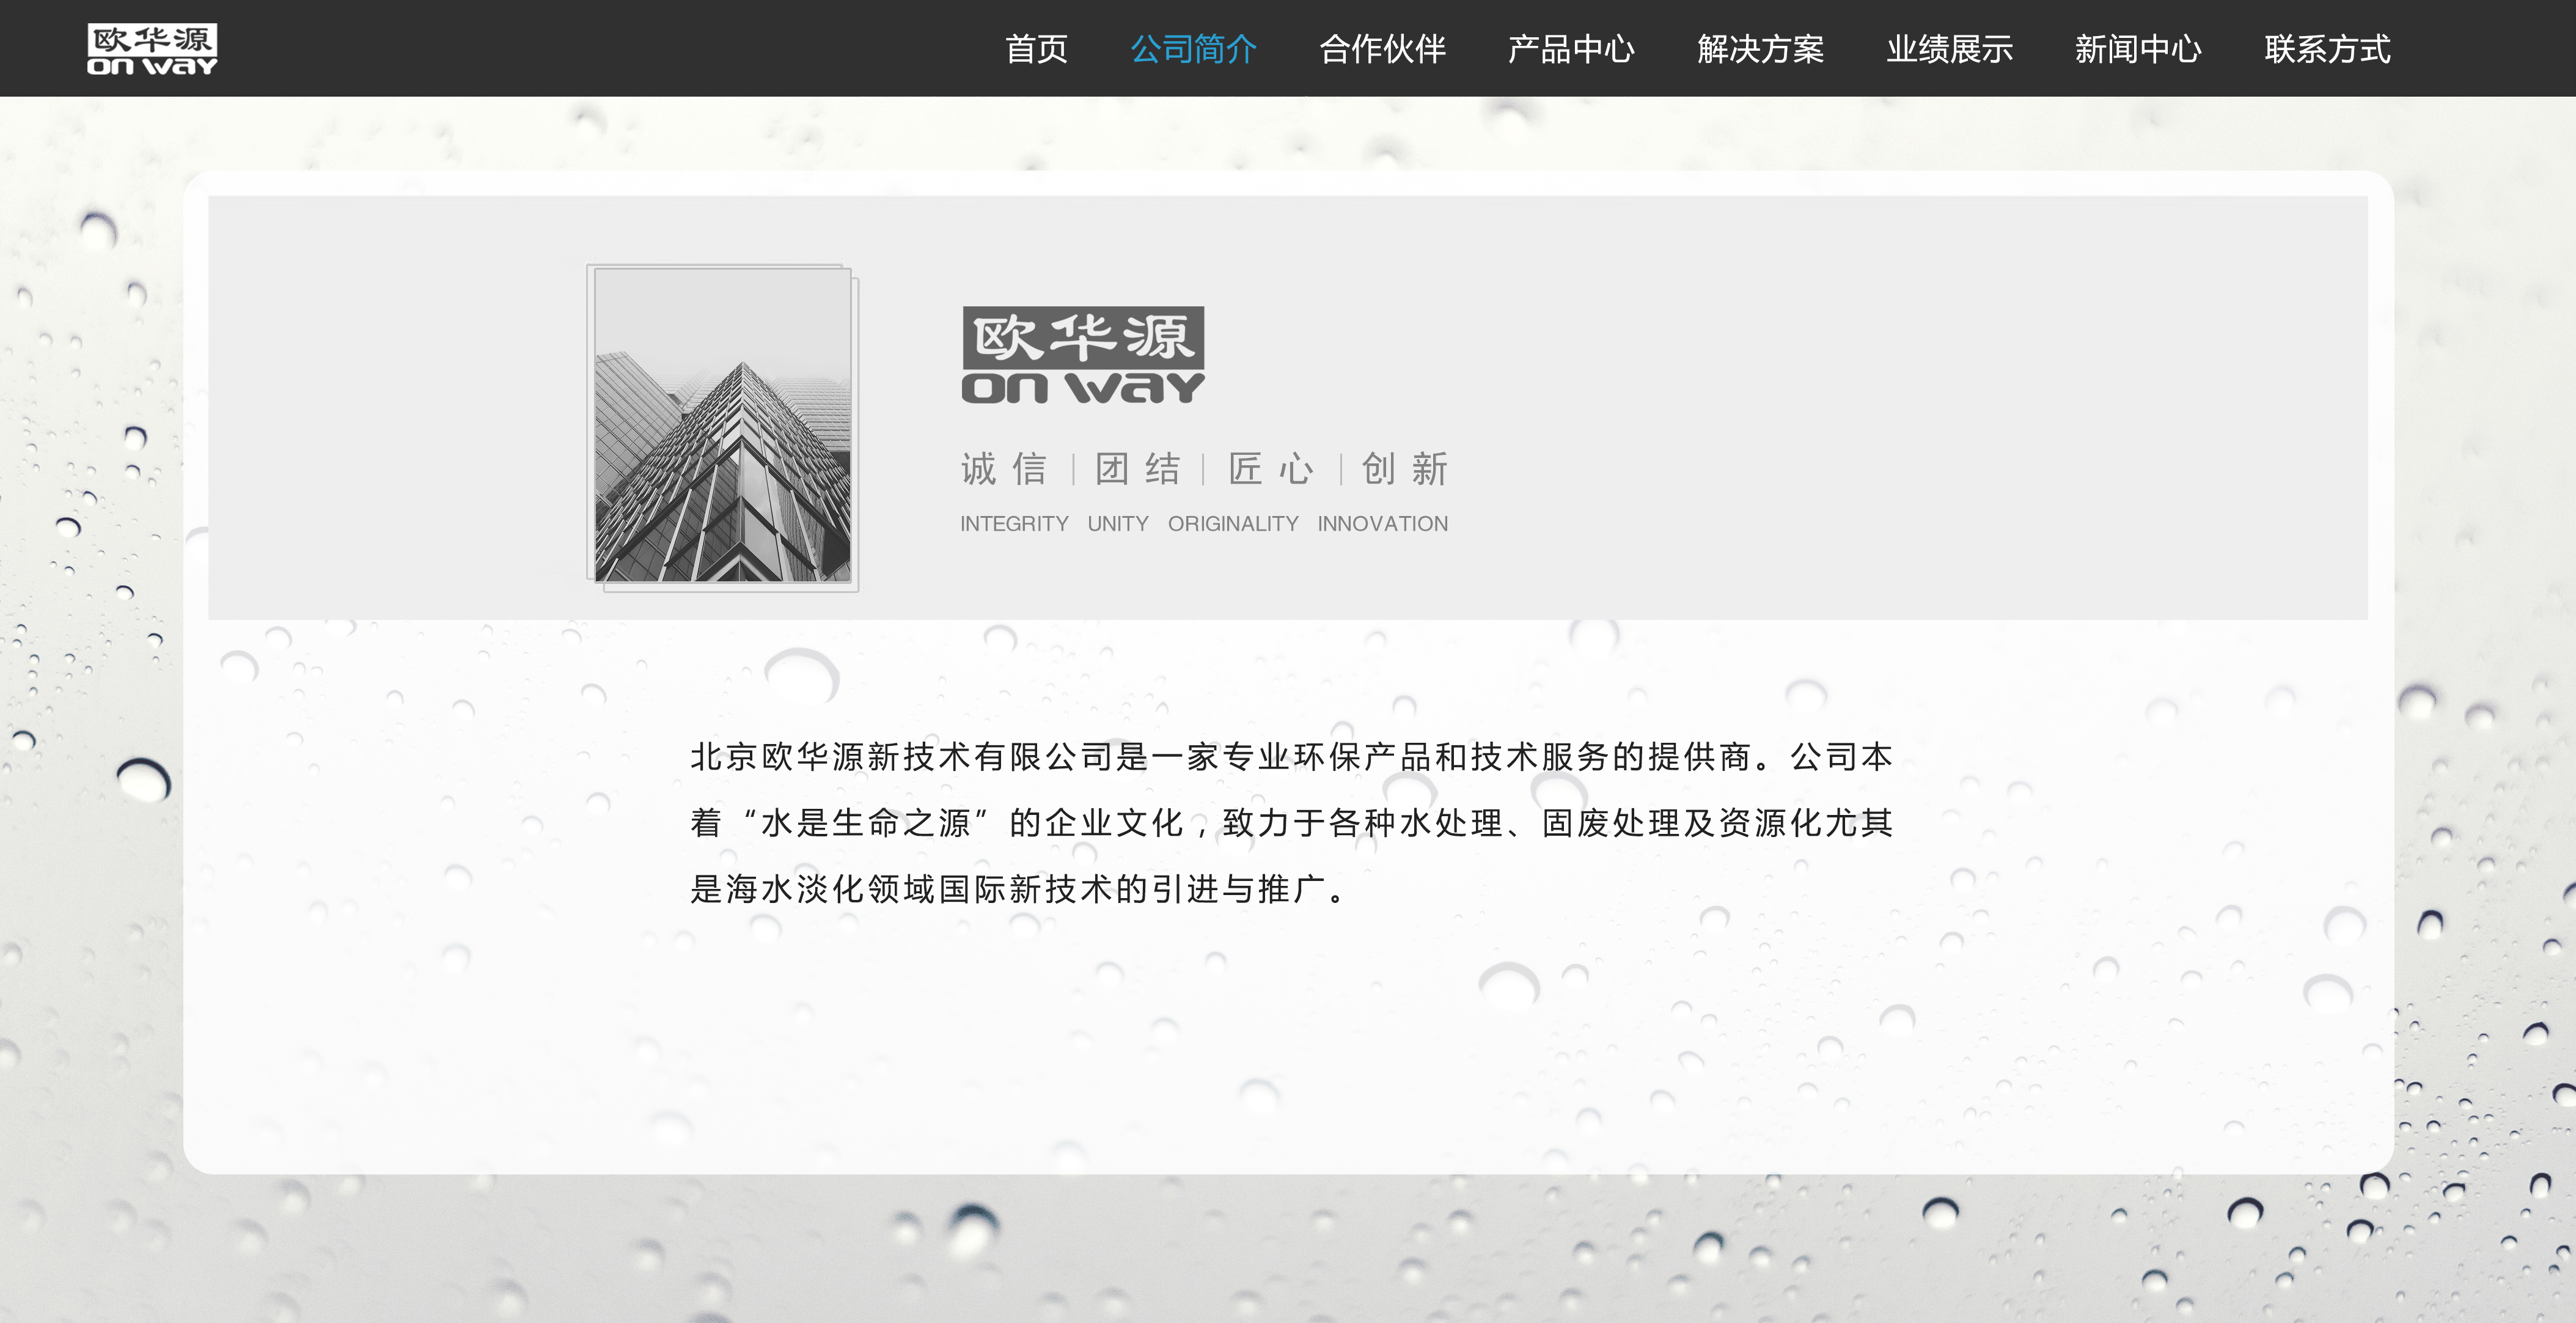 欧华源
on way
首页 公司简介 合作伙伴 产品中心 解决方案 业绩展示 新闻中心 联系方式
欧华源
on way
诚信 | 团结 | 匠心 | 创新
INTEGRITY UNITY ORIGINALITY INNOVATION
北京欧华源新技术有限公司是一家专业环保产品和技术服务的提供商。公司本
着“水是生命之源”的企业文化，致力于各种水处理、固废处理及资源化尤其
是海水淡化领域国际新技术的引进与推广。